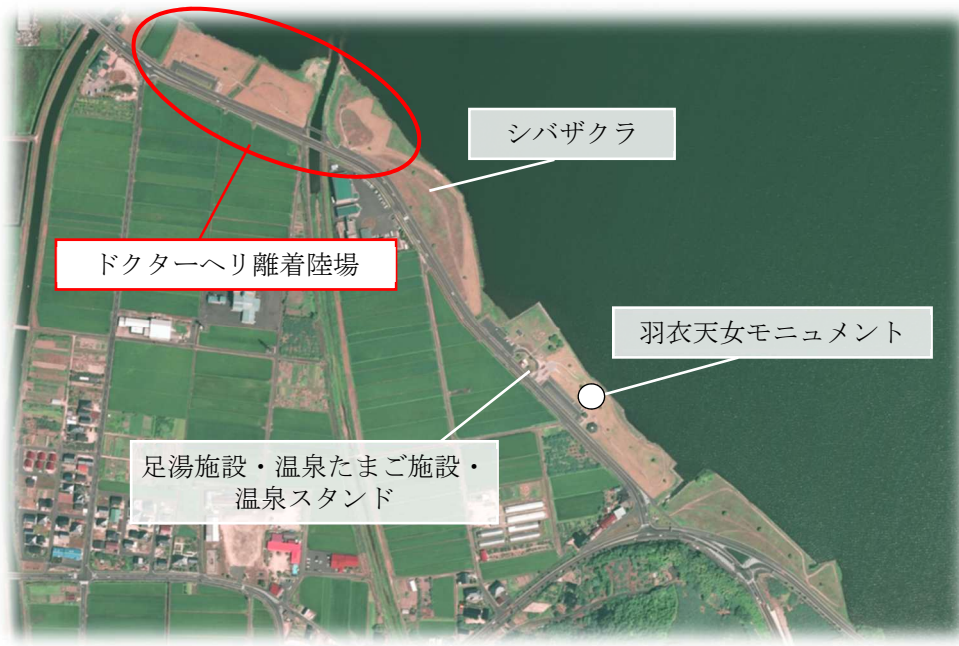 シバザクラ
ドクターヘリ離着陸場
羽衣天女モニュメント
足湯施設・温泉たまご施設・
温泉スタンド